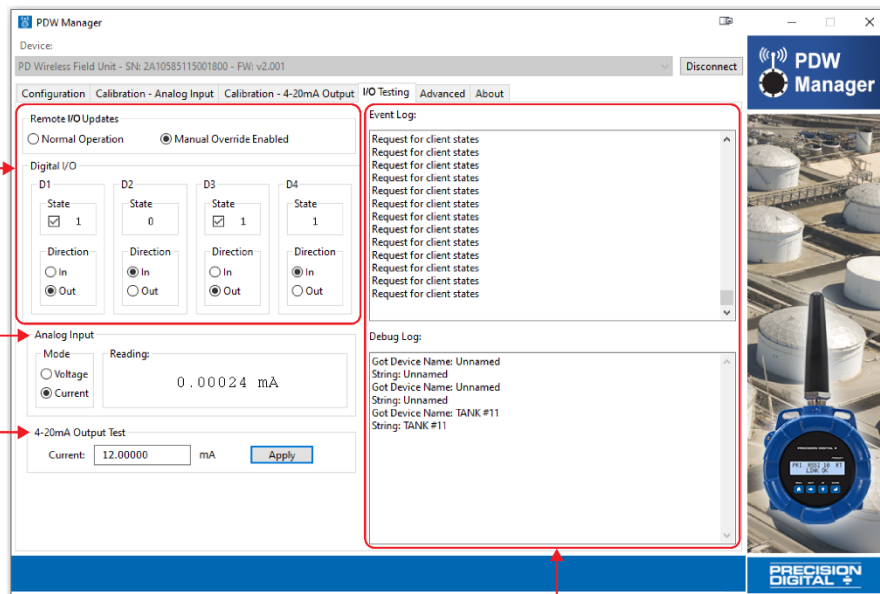 PDW Manager
Device:
PD Wireless Field Unit - SN: 2A10585115001800 - FW: v2.001
Disconnect
Configuration
Calibration - Analog Input
Calibration - 4-20mA Output
I/O Testing
Advanced
About
Remote I/O Updates
Normal Operation
Manual Override Enabled
Digital I/O
D1
D2
D3
D4
State
State
State
State
1
0
1
1
Direction
Direction
Direction
Direction
In
In
In
In
Out
Out
Out
Out
Analog Input
Mode
Reading:
Voltage
Current
0.00024 mA
4-20mA Output Test
Current:
12.00000
mA
Apply
Event Log:
Request for client states
Request for client states
Request for client states
Request for client states
Request for client states
Request for client states
Request for client states
Request for client states
Request for client states
Request for client states
Request for client states
Request for client states
Request for client states
Debug Log:
Got Device Name: Unnamed
String: Unnamed
Got Device Name: Unnamed
String: Unnamed
Got Device Name: TANK #11
String: TANK #11
PDW
Manager
PRECISION DIGITAL
PRI RSSI 10 RT
LINK OK
PRECISION
DIGITAL